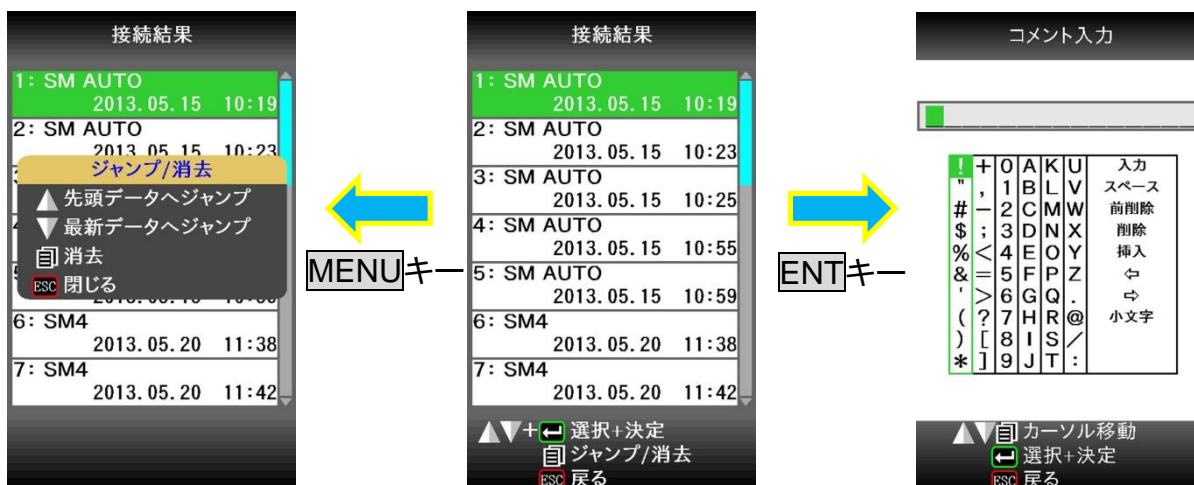 接続結果
1: SM AUTO
2013.05.15 10:19
2: SM AUTO
2013.05.15 10:23
ジャンプ/消去
先頭データへジャンプ
最新データへジャンプ
消去
ESC 閉じる
6: SM4
2013.05.20 11:38
7: SM4
2013.05.20 11:42
MENUキー
接続結果
1: SM AUTO
2013.05.15 10:19
2: SM AUTO
2013.05.15 10:23
3: SM AUTO
2013.05.15 10:25
4: SM AUTO
2013.05.15 10:55
5: SM AUTO
2013.05.15 10:59
6: SM4
2013.05.20 11:38
7: SM4
2013.05.20 11:42
+ 選択+決定
ジャンプ/消去
ESC 戻る
ENTキー
コメント入力
! + 0 A K U 入力
" , 1 B L V スペース
# － 2 C M W 前削除
$ ; 3 D N X 削除
% < 4 E O Y 挿入
& = 5 F P Z ⇦
' > 6 G Q . ⇨
( ? 7 H R @ 小文字
) [ 8 I S /
* ] 9 J T :
カーソル移動
選択+決定
ESC 戻る